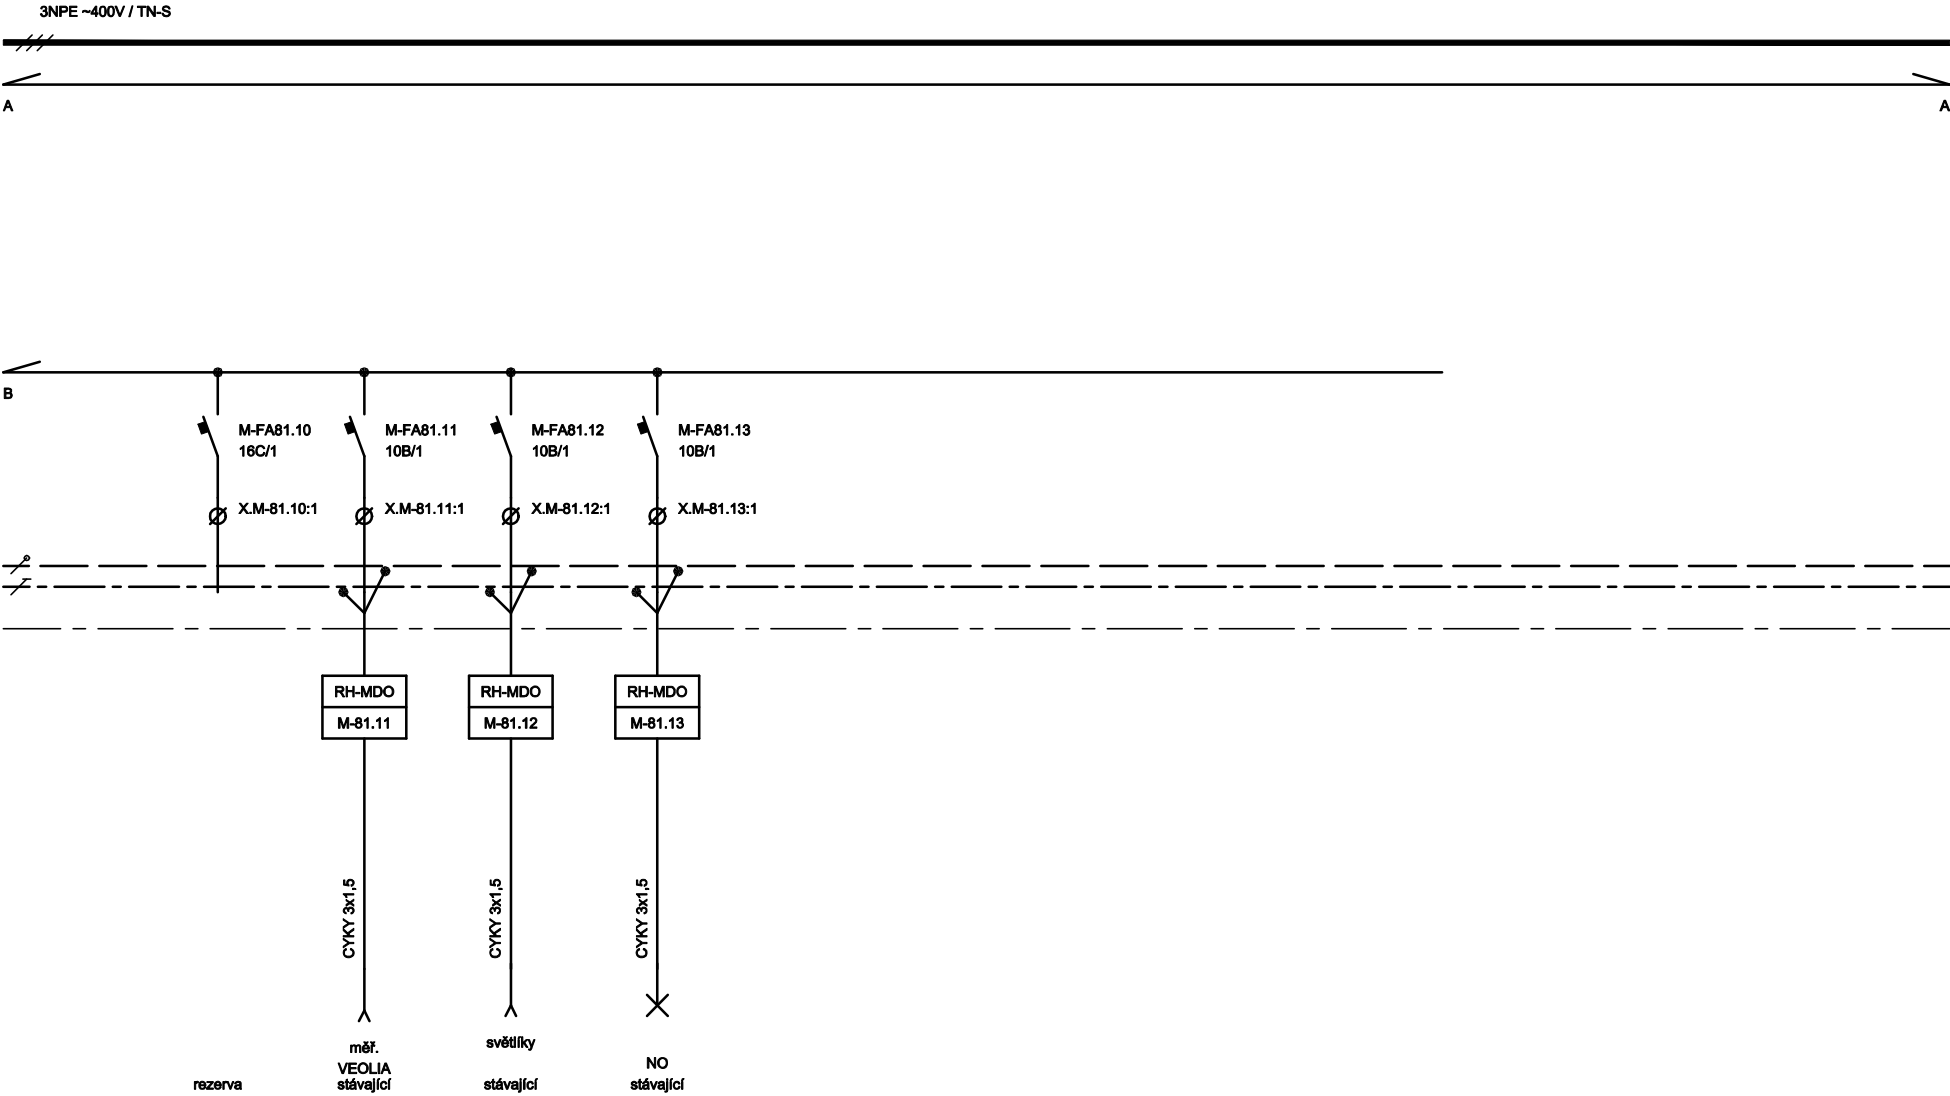 3NPE ~400V / TN-S
A
A
B
M-FA81.10
16C/1
M-FA81.11
10B/1
M-FA81.12
10B/1
M-FA81.13
10B/1
X.M-81.10:1
X.M-81.11:1
X.M-81.12:1
X.M-81.13:1
RH-MDO
M-81.11
RH-MDO
M-81.12
RH-MDO
M-81.13
CYKY 3x1,5
CYKY 3x1,5
CYKY 3x1,5
rezerva
měř.
VEOLIA
stávající
světlíky
stávající
NO
stávající